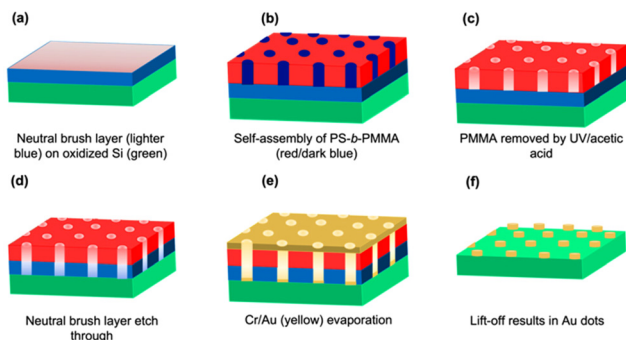 (a)
(b)
(c)
Neutral brush layer (lighter
blue) on oxidized Si (green)
Self-assembly of PS-b-PMMA
(red/dark blue)
PMMA removed by UV/acetic
acid
(d)
(e)
(f)
Neutral brush layer etch
through
Cr/Au (yellow) evaporation
Lift-off results in Au dots